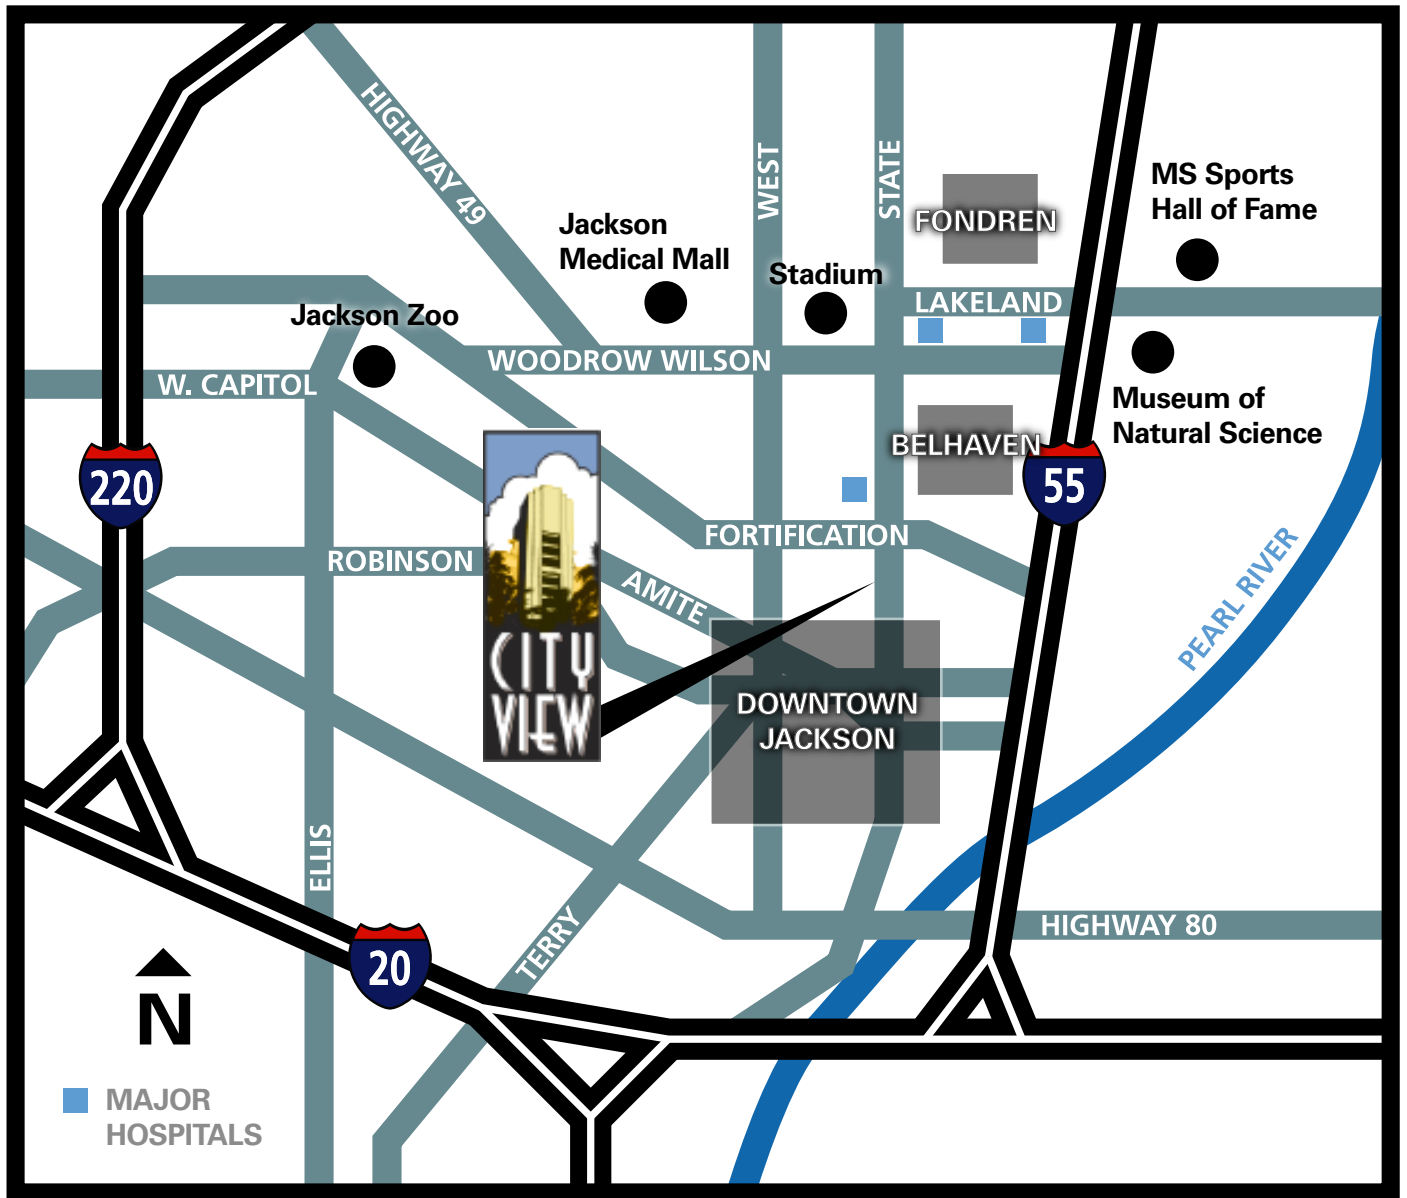 HIGHWAY 49
WEST
STATE
MS Sports
Hall of Fame
FONDREN
Jackson
Medical Mall
Stadium
LAKELAND
Jackson Zoo
WOODROW WILSON
W. CAPITOL
Museum of
Natural Science
BELHAVEN
220
55
FORTIFICATION
ROBINSON
AMITE
PEARL RIVER
CITY
VIEW
DOWNTOWN
JACKSON
ELLIS
TERRY
HIGHWAY 80
20
N
MAJOR
HOSPITALS